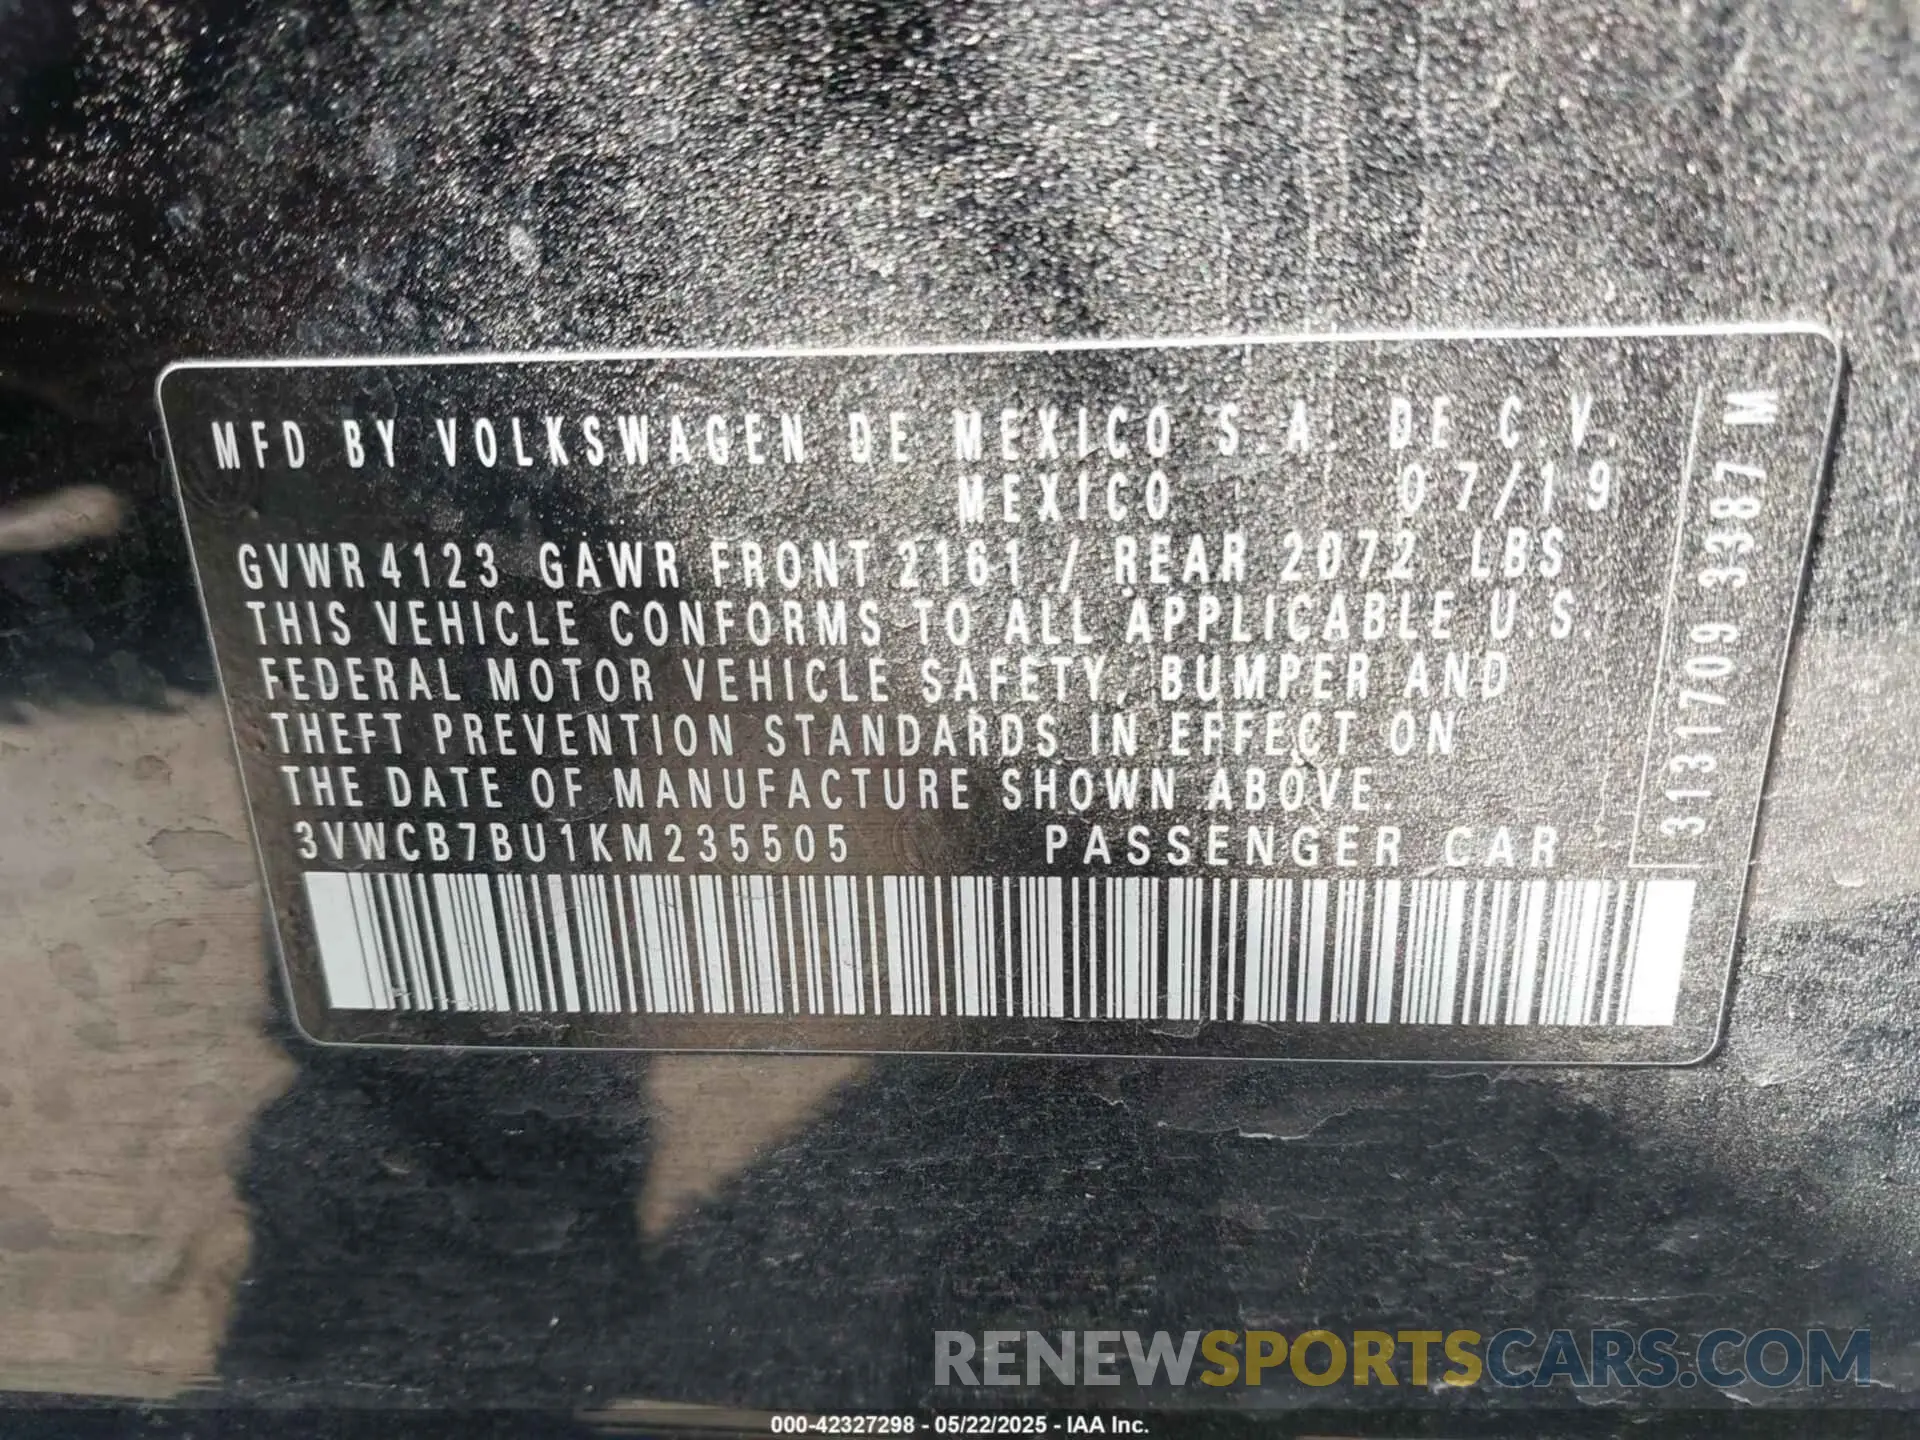 MFD BY VOLKSWAGEN DE MEXICO S.A. DE C.V.
MEXICO 07/19
GVWR 4123 GAWR FRONT 2161 / REAR 2072 LBS
THIS VEHICLE CONFORMS TO ALL APPLICABLE U.S.
FEDERAL MOTOR VEHICLE SAFETY, BUMPER AND
THEFT PREVENTION STANDARDS IN EFFECT ON
THE DATE OF MANUFACTURE SHOWN ABOVE.
3VWCB7BU1KM235505 PASSENGER CAR
3131709 3387 M
RENEWSPORTSCARS.COM
000-42327298 - 05/22/2025 - IAA Inc.